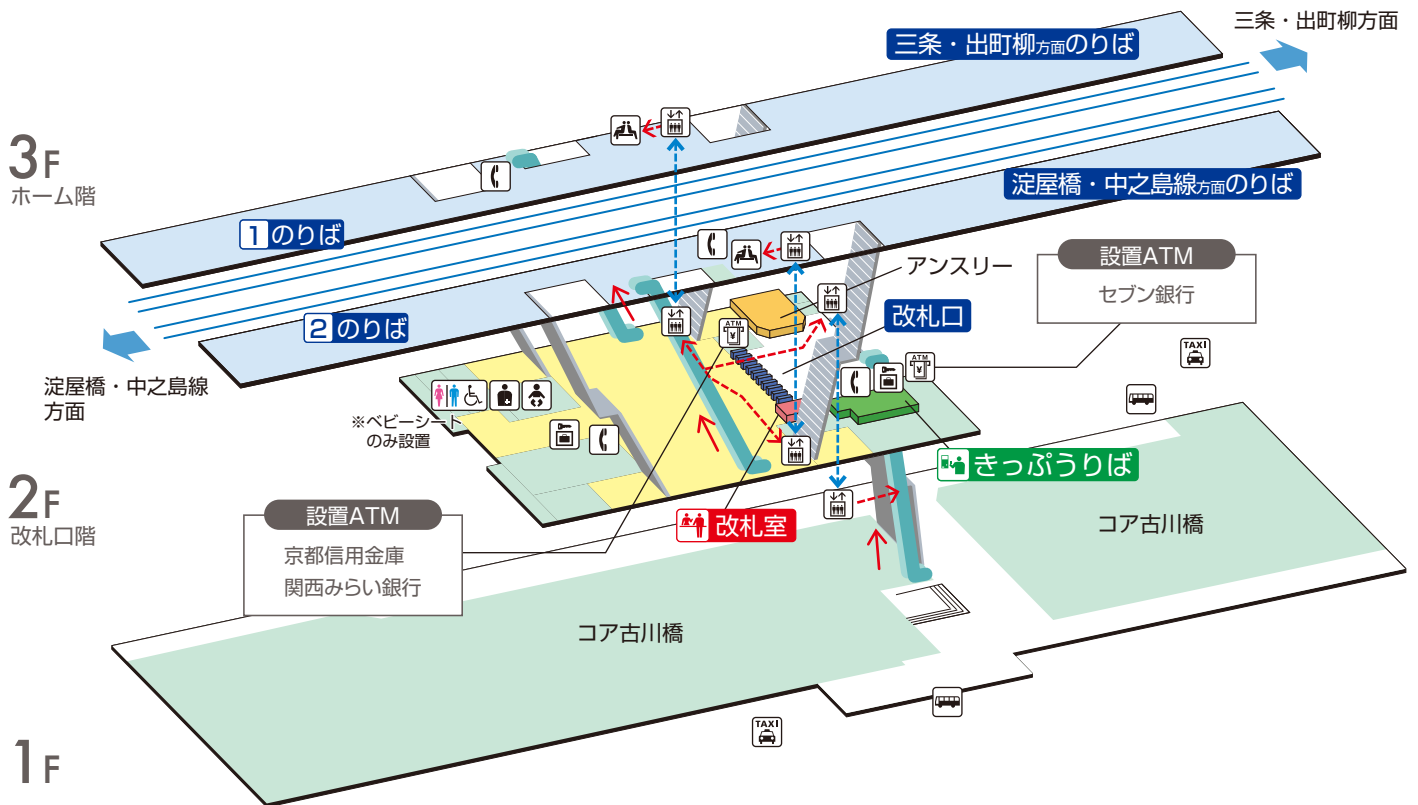 三条・出町柳方面
三条・出町柳方面のりば
3F
ホーム階
淀屋橋・中之島線方面のりば
1 のりば
設置ATM
セブン銀行
アンスリー
2 のりば
改札口
ATM
¥
ATM
¥
TAXI
淀屋橋・中之島線
方面
※ベビーシート
のみ設置
きっぷうりば
2F
改札口階
設置ATM
京都信用金庫
関西みらい銀行
改札室
コア古川橋
コア古川橋
TAXI
1F